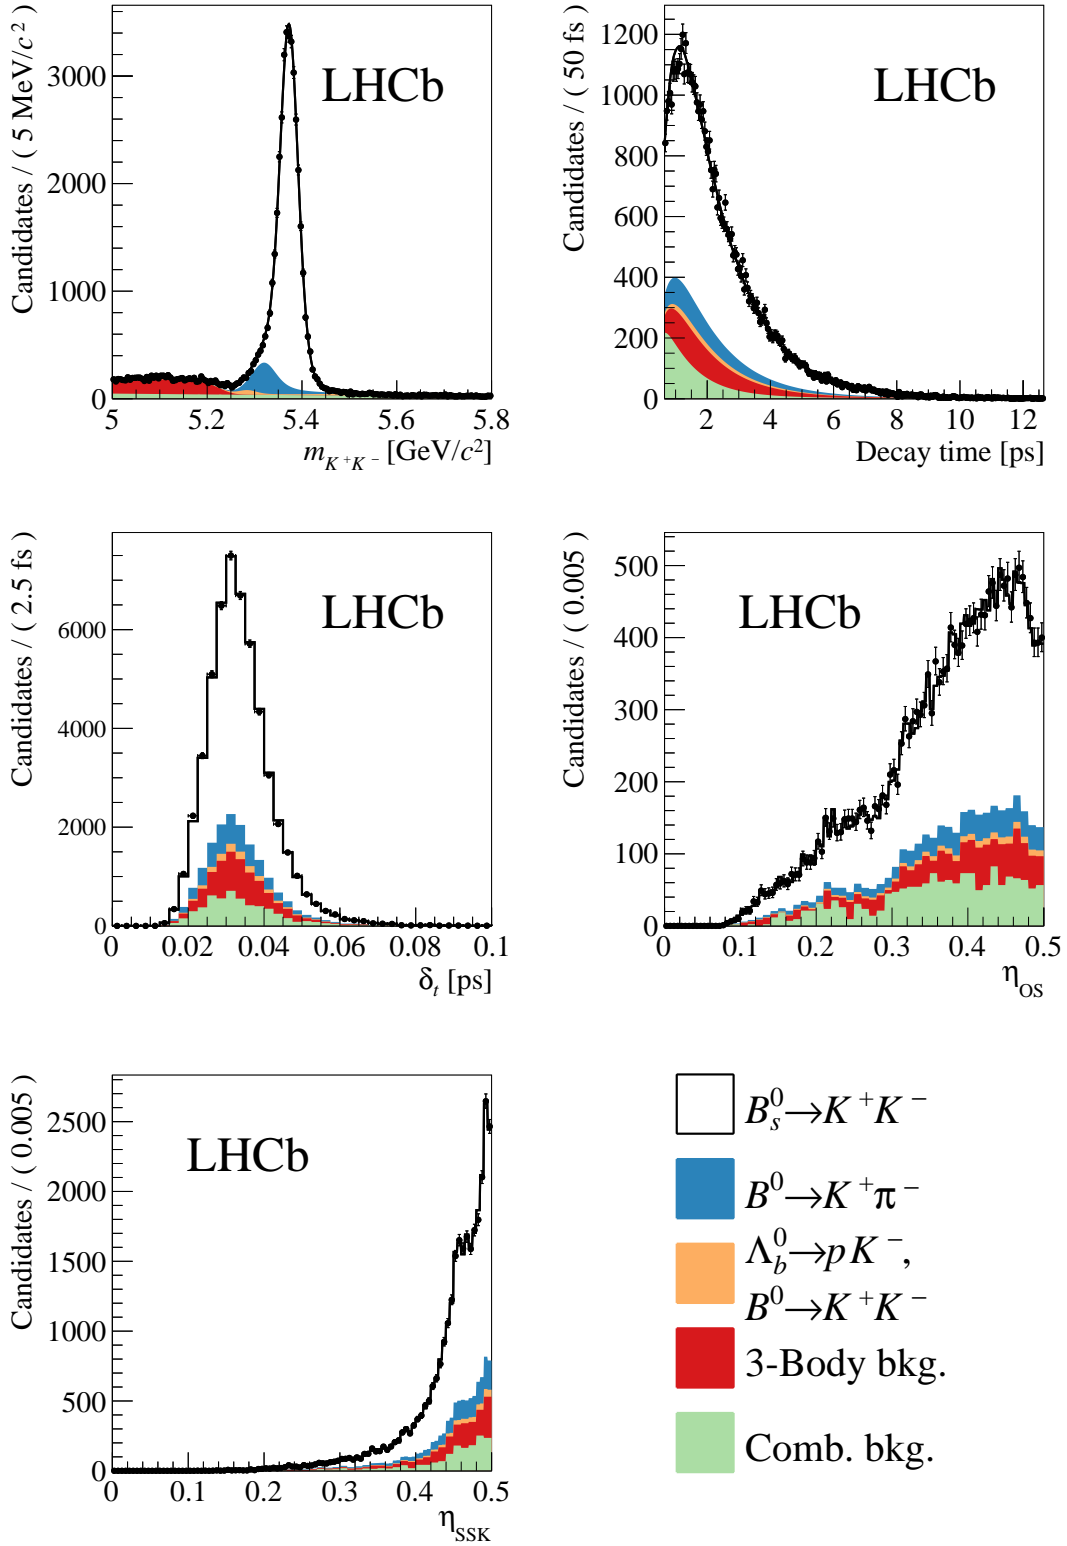 Candidates / ( 5 MeV/c² )
3000
2000
1000
0
LHCb
5 5.2 5.4 5.6 5.8
m_{K⁺K⁻} [GeV/c²]
Candidates / ( 50 fs )
1200
1000
800
600
400
200
0
LHCb
2 4 6 8 10 12
Decay time [ps]
Candidates / ( 2.5 fs )
6000
4000
2000
0
LHCb
0 0.02 0.04 0.06 0.08 0.1
δ_t [ps]
Candidates / ( 0.005 )
500
400
300
200
100
0
LHCb
0 0.1 0.2 0.3 0.4 0.5
η_OS
Candidates / ( 0.005 )
2500
2000
1500
1000
500
0
LHCb
0 0.1 0.2 0.3 0.4 0.5
η_SSK
B_s^0→K⁺K⁻
B⁰→K⁺π⁻
Λ_b^0→pK⁻,
B⁰→K⁺K⁻
3-Body bkg.
Comb. bkg.